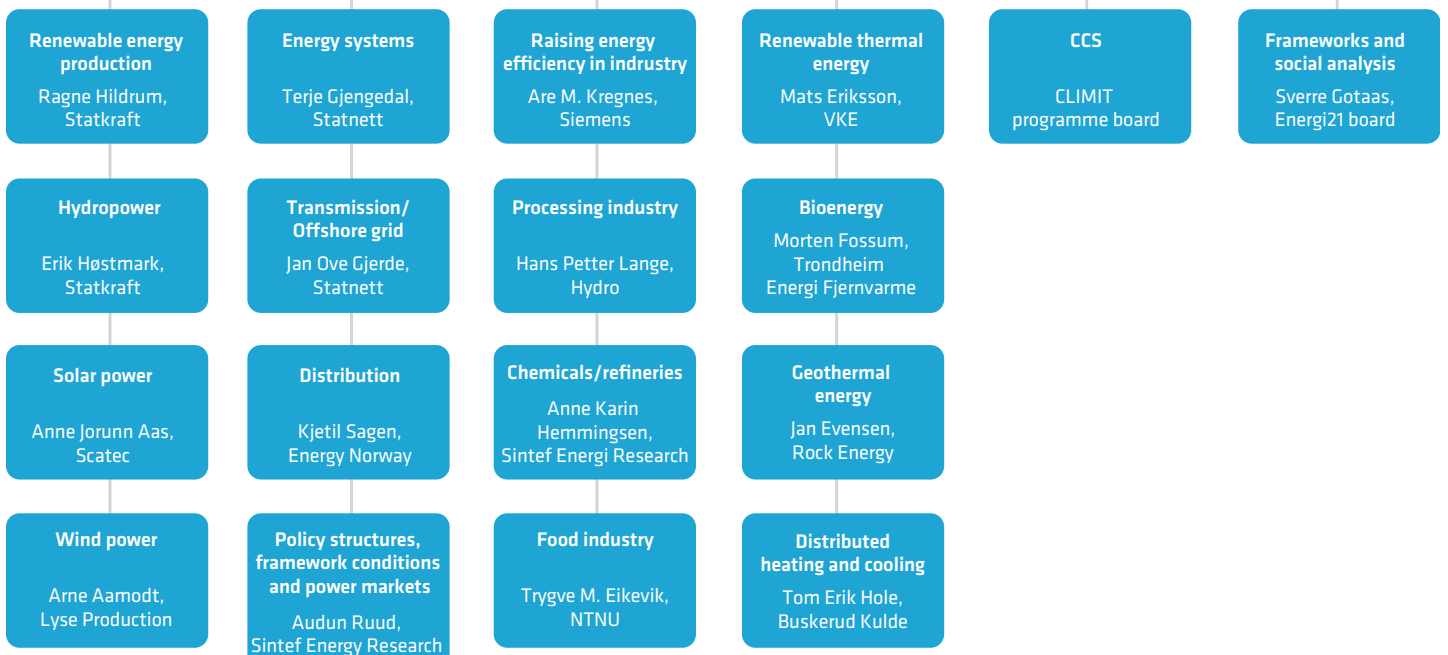 Renewable energy
production
Ragne Hildrum,
Statkraft
Energy systems
Terje Gjengedal,
Statnett
Raising energy
efficiency in indrustry
Are M. Kregnes,
Siemens
Renewable thermal
energy
Mats Eriksson,
VKE
CCS
CLIMIT
programme board
Frameworks and
social analysis
Sverre Gotaas,
Energi21 board
Hydropower
Erik Høstmark,
Statkraft
Transmission/
Offshore grid
Jan Ove Gjerde,
Statnett
Processing industry
Hans Petter Lange,
Hydro
Bioenergy
Morten Fossum,
Trondheim
Energi Fjernvarme
Solar power
Anne Jorunn Aas,
Scatec
Distribution
Kjetil Sagen,
Energy Norway
Chemicals/refineries
Anne Karin
Hemmingsen,
Sintef Energi Research
Geothermal
energy
Jan Evensen,
Rock Energy
Wind power
Arne Aamodt,
Lyse Production
Policy structures,
framework conditions
and power markets
Audun Ruud,
Sintef Energy Research
Food industry
Trygve M. Eikevik,
NTNU
Distributed
heating and cooling
Tom Erik Hole,
Buskerud Kulde